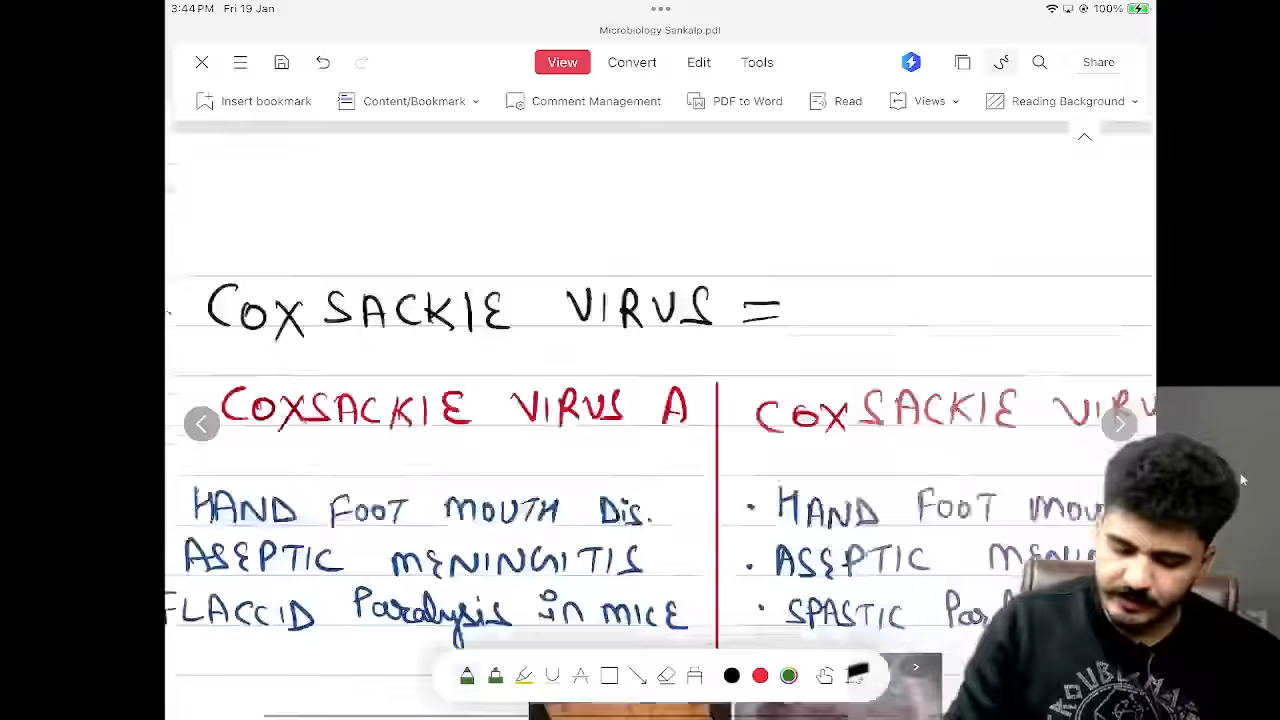 3:44 PM Fri 19 Jan
100%
Microbiology Sankalp.pdf
View Convert Edit Tools
Share
Insert bookmark Content/Bookmark Comment Management PDF to Word Read Views Reading Background
COXSACKIE VIRUS =
COXSACKIE VIRUS A
COXSACKIE
HAND FOOT MOUTH Dis.
• HAND FOOT
ASEPTIC MENINGITIS
• ASEPTIC
FLACCID Paralysis in MICE
• SPASTIC